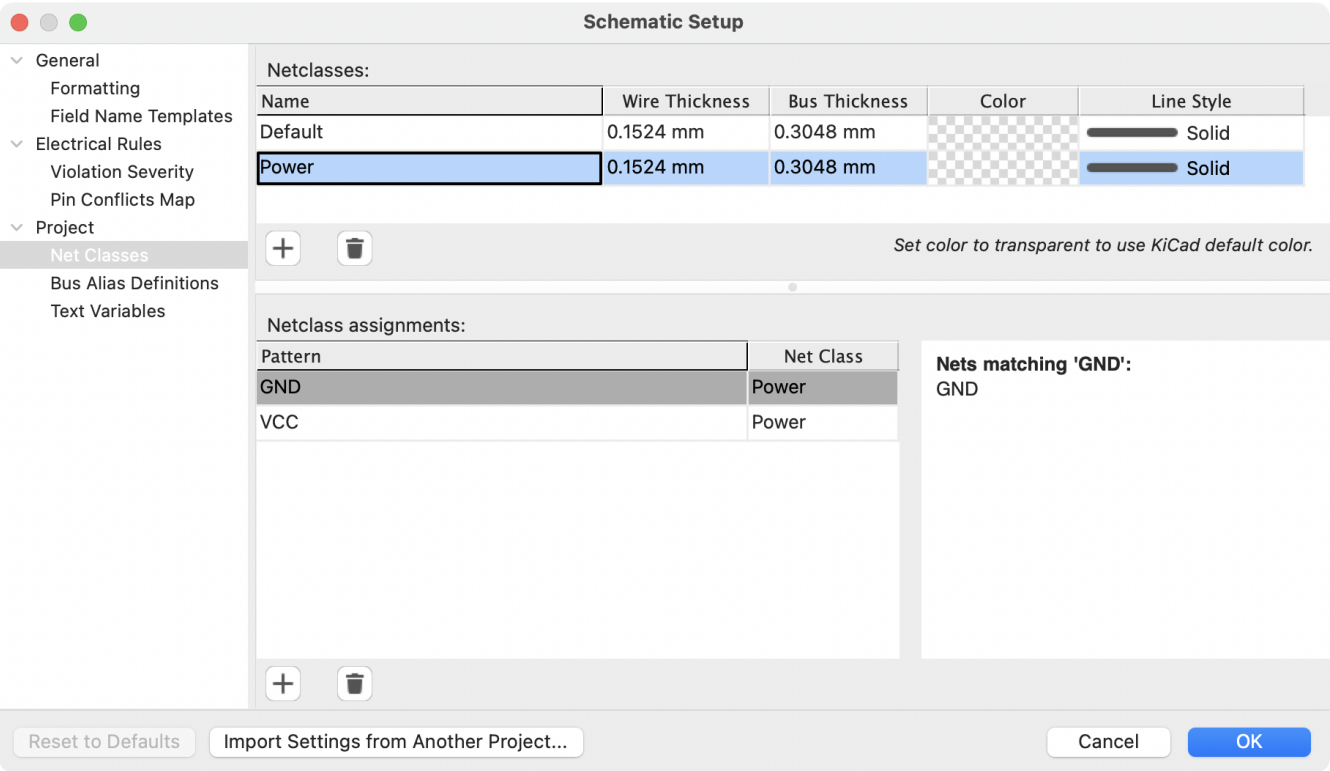 Schematic Setup
General
Formatting
Field Name Templates
Electrical Rules
Violation Severity
Pin Conflicts Map
Project
Net Classes
Bus Alias Definitions
Text Variables
Netclasses:
Name Wire Thickness Bus Thickness Color Line Style
Default 0.1524 mm 0.3048 mm Solid
Power 0.1524 mm 0.3048 mm Solid
Set color to transparent to use KiCad default color.
Netclass assignments:
Pattern Net Class
GND Power
VCC Power
Nets matching 'GND':
GND
Reset to Defaults Import Settings from Another Project... Cancel OK